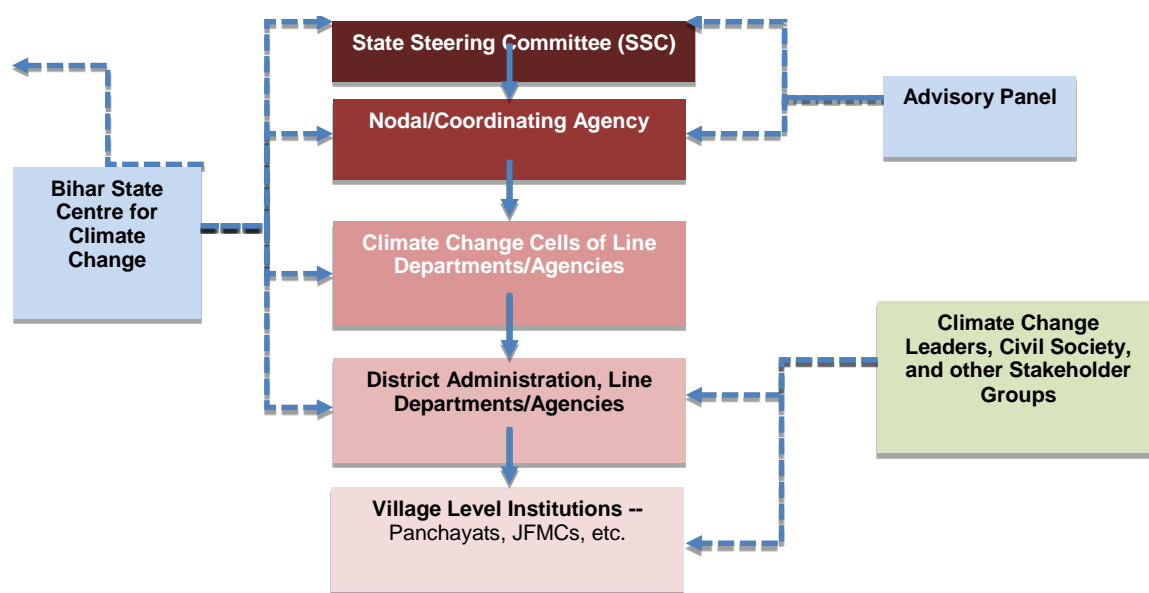 State Steering Committee (SSC)
Nodal/Coordinating Agency
Advisory Panel
Bihar State
Centre for
Climate
Change
Climate Change Cells of Line
Departments/Agencies
Climate Change
Leaders, Civil Society,
and other Stakeholder
Groups
District Administration, Line
Departments/Agencies
Village Level Institutions --
Panchayats, JFMCs, etc.